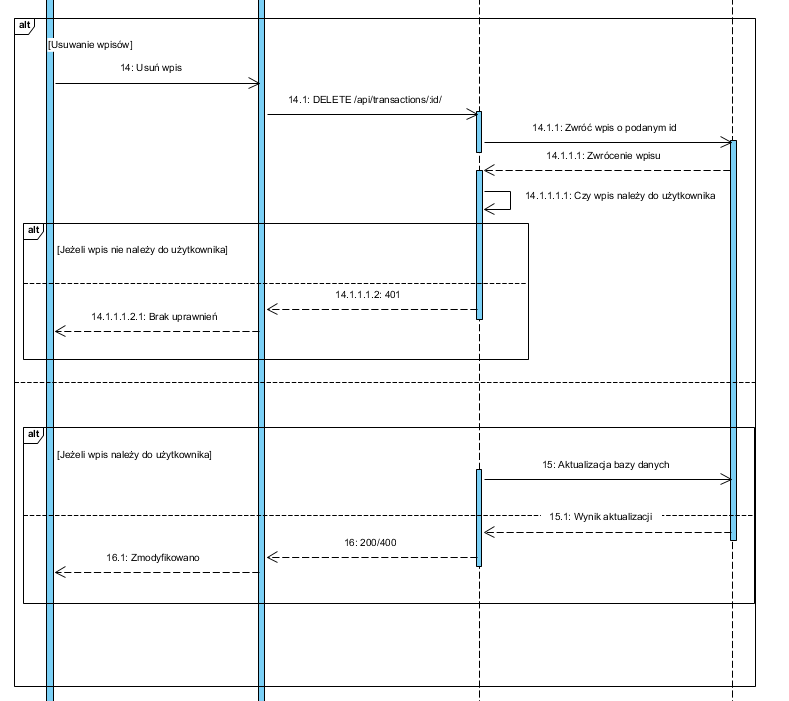 alt
[Usuwanie wpisów]
14: Usuń wpis
14.1: DELETE /api/transactions/:id/
14.1.1: Zwróć wpis o podanym id
14.1.1.1: Zwrócenie wpisu
14.1.1.1.1: Czy wpis należy do użytkownika
alt
[Jeżeli wpis nie należy do użytkownika]
14.1.1.1.2: 401
14.1.1.1.2.1: Brak uprawnień
alt
[Jeżeli wpis należy do użytkownika]
15: Aktualizacja bazy danych
15.1: Wynik aktualizacji
16: 200/400
16.1: Zmodyfikowano